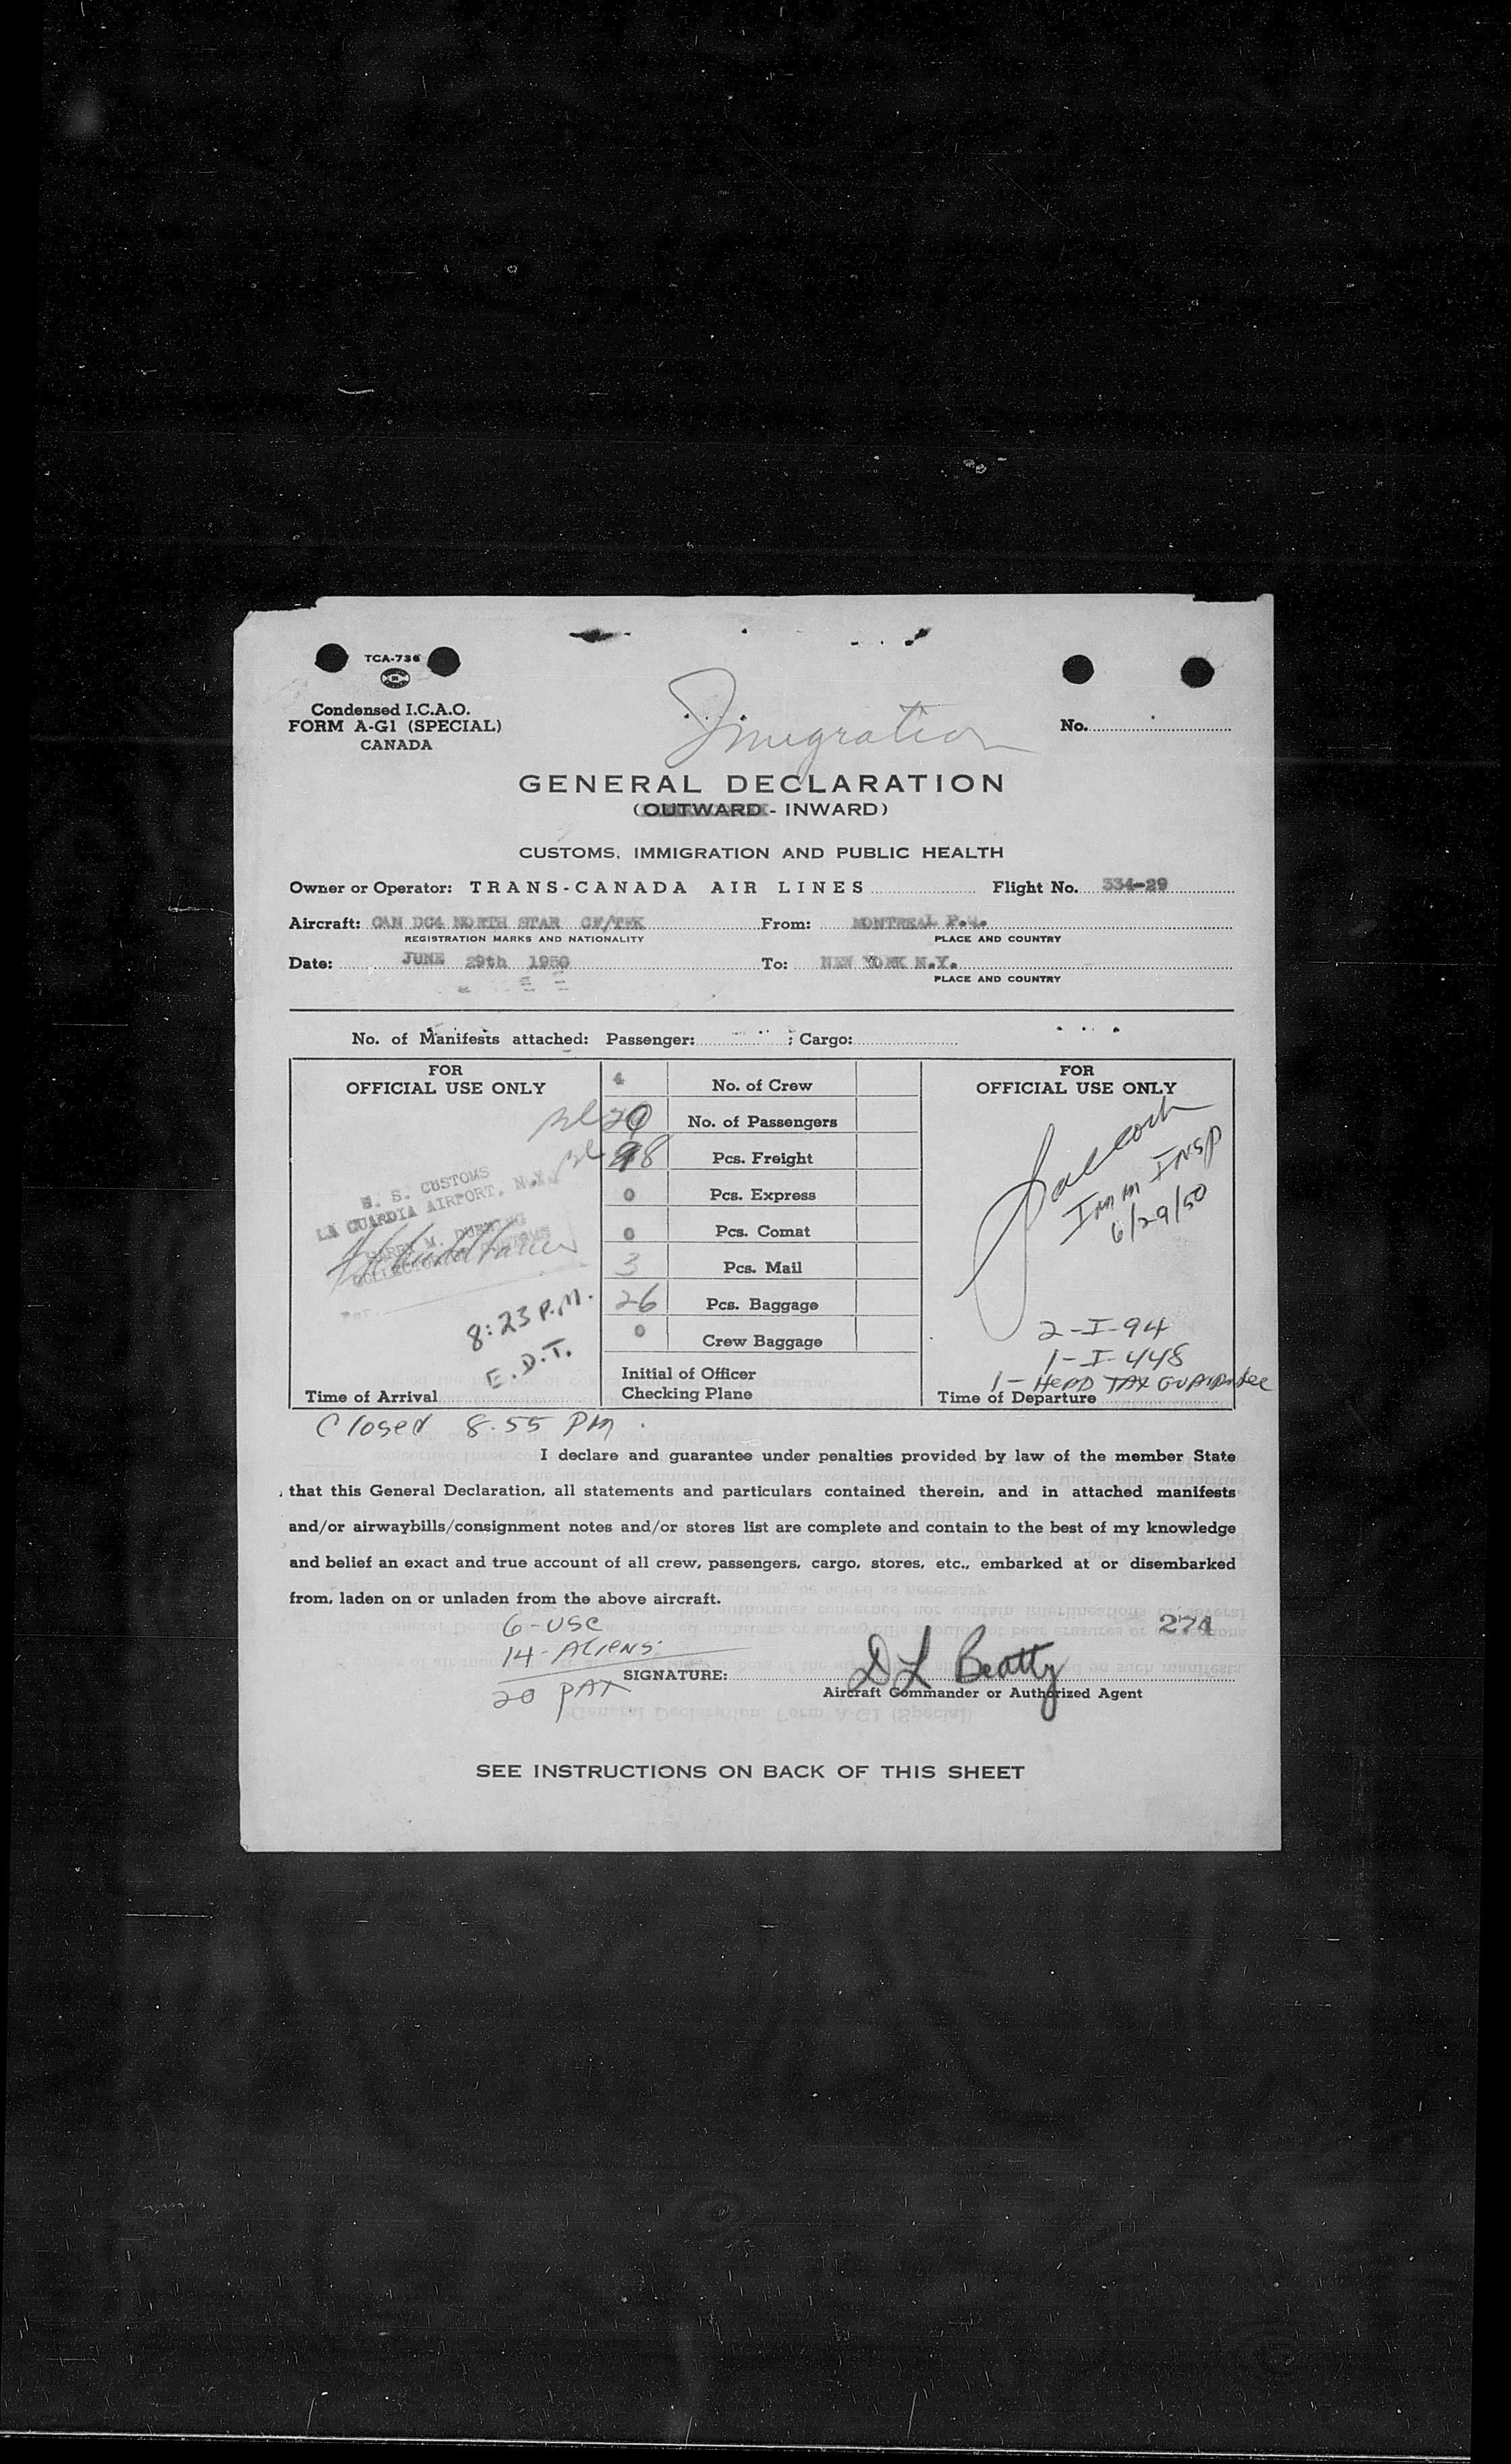 TCA-736
Condensed I.C.A.O.
FORM A-G1 (SPECIAL)
CANADA
Immigration
No.
GENERAL DECLARATION
(OUTWARD - INWARD)
CUSTOMS, IMMIGRATION AND PUBLIC HEALTH
Owner or Operator: TRANS-CANADA AIR LINES Flight No. 334-29
Aircraft: CAN DC4 NORTH STAR CF/TFK From: MONTREAL P.Q.
REGISTRATION MARKS AND NATIONALITY PLACE AND COUNTRY
Date: JUNE 29th 1950 To: NEW YORK N.Y.
PLACE AND COUNTRY
No. of Manifests attached: Passenger: ; Cargo:
FOR
OFFICIAL USE ONLY
U. S. CUSTOMS
LA GUARDIA AIRPORT, N.Y.
HARRY M. DURNING
COLLECTOR OF CUSTOMS
Per
8:23 P.M.
E.D.T.
Time of Arrival
4 No. of Crew
20 No. of Passengers
98 Pcs. Freight
0 Pcs. Express
0 Pcs. Comat
3 Pcs. Mail
26 Pcs. Baggage
0 Crew Baggage
Initial of Officer
Checking Plane
FOR
OFFICIAL USE ONLY
Imm Insp
6/29/50
2-I-94
1-I-448
1-Head Tax Guarantee
Time of Departure
Closed 8.55 PM
I declare and guarantee under penalties provided by law of the member State
that this General Declaration, all statements and particulars contained therein, and in attached manifests
and/or airwaybills/consignment notes and/or stores list are complete and contain to the best of my knowledge
and belief an exact and true account of all crew, passengers, cargo, stores, etc., embarked at or disembarked
from, laden on or unladen from the above aircraft.
6-USC
14-Aliens
20 PAX
274
SIGNATURE: D L Beatty
Aircraft Commander or Authorized Agent
SEE INSTRUCTIONS ON BACK OF THIS SHEET